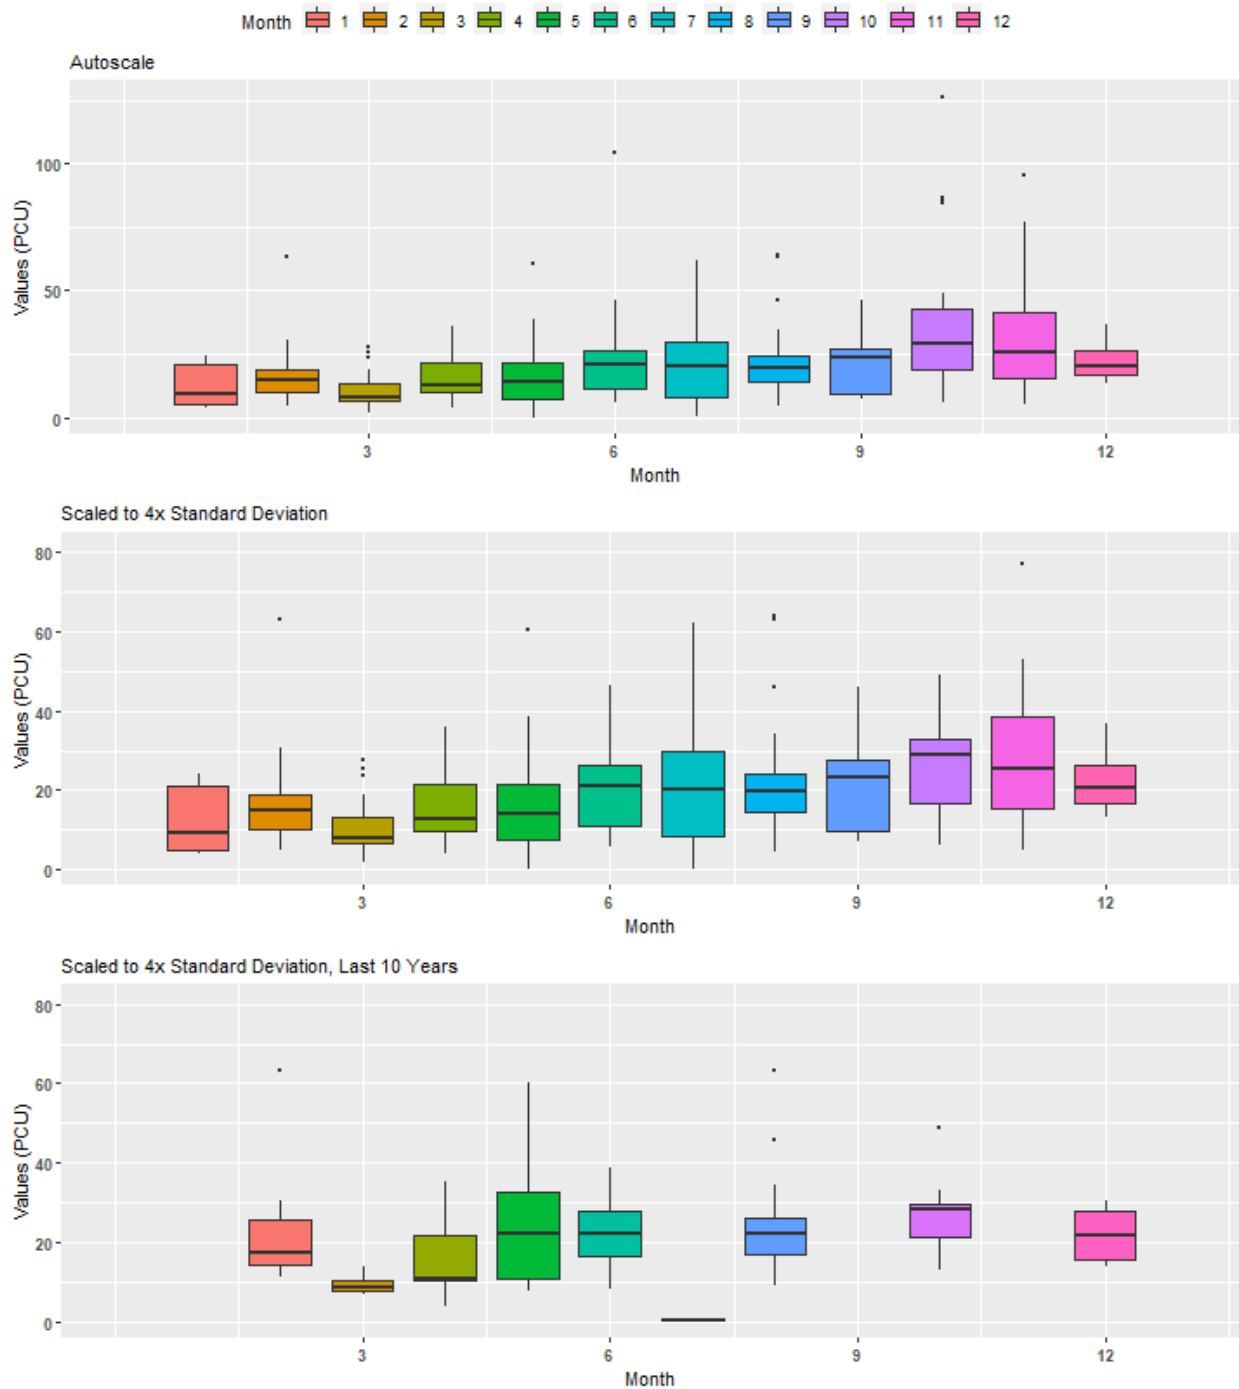 Month 1 2 3 4 5 6 7 8 9 10 11 12
Autoscale
Values (PCU)
100
50
0
3 6 9 12
Month
Scaled to 4x Standard Deviation
Values (PCU)
80
60
40
20
0
3 6 9 12
Month
Scaled to 4x Standard Deviation, Last 10 Years
Values (PCU)
80
60
40
20
0
3 6 9 12
Month